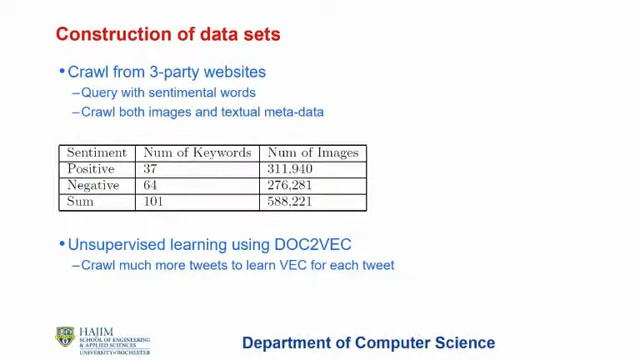 Construction of data sets
•Crawl from 3-party websites
–Query with sentimental words
–Crawl both images and textual meta-data
Sentiment Num of Keywords Num of Images
Positive 37 311,940
Negative 64 276,281
Sum 101 588,221
•Unsupervised learning using DOC2VEC
–Crawl much more tweets to learn VEC for each tweet
HAJIM
SCHOOL OF ENGINEERING
& APPLIED SCIENCES
UNIVERSITY of ROCHESTER
Department of Computer Science